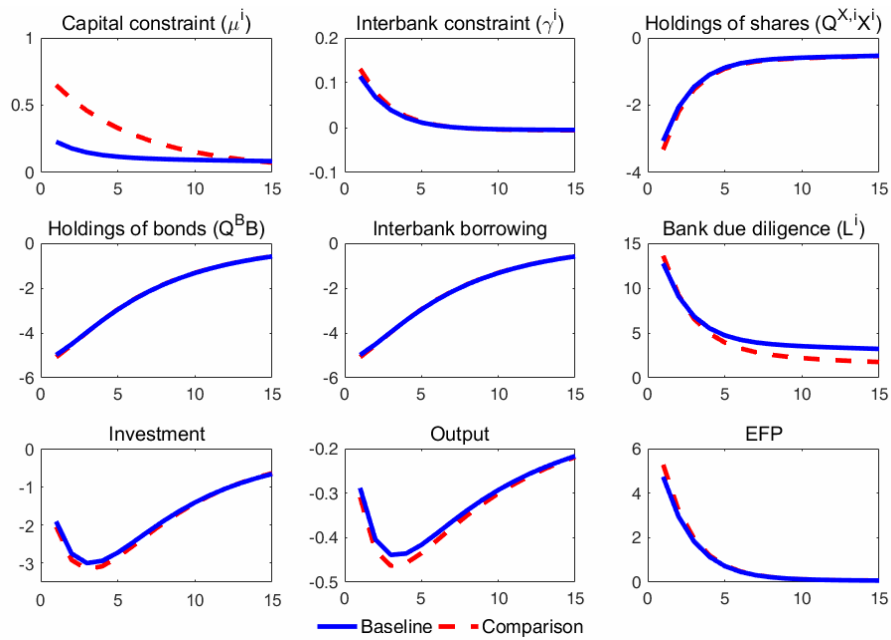 Capital constraint (μ^i) Interbank constraint (γ^i) Holdings of shares (Q^{X,i}X^i)
1 0.2 0
0.5 0.1 -2
0 0
0 -0.1 -4
0 5 10 15 0 5 10 15 0 5 10 15
Holdings of bonds (Q^B B) Interbank borrowing Bank due diligence (L^i)
0 0 15
-2 -2 10
-4 -4 5
-6 -6 0
0 5 10 15 0 5 10 15 0 5 10 15
Investment Output EFP
0 -0.2 6
-1 -0.3 4
-2 -0.4 2
-3 -0.5 0
0 5 10 15 0 5 10 15 0 5 10 15
Baseline Comparison